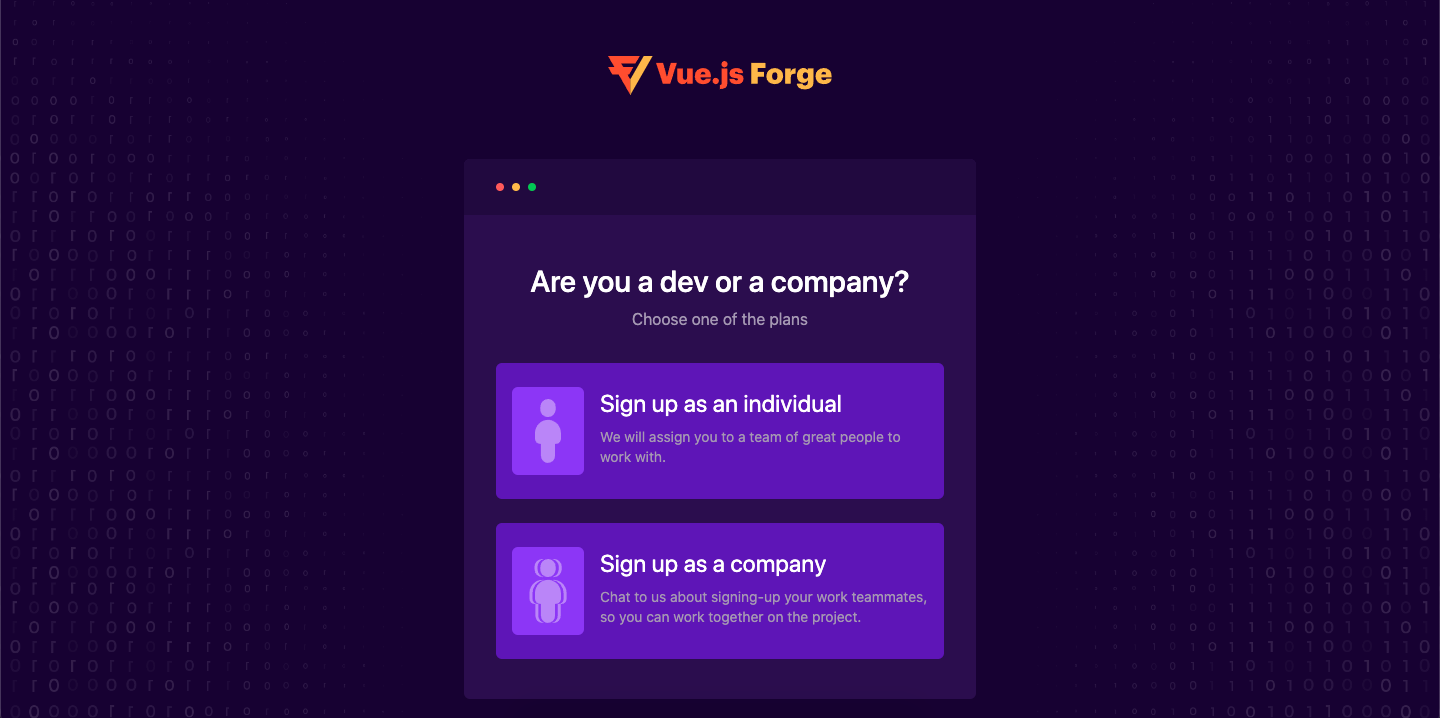 Vue.js Forge
Are you a dev or a company?
Choose one of the plans
Sign up as an individual
We will assign you to a team of great people to
work with.
Sign up as a company
Chat to us about signing-up your work teammates,
so you can work together on the project.